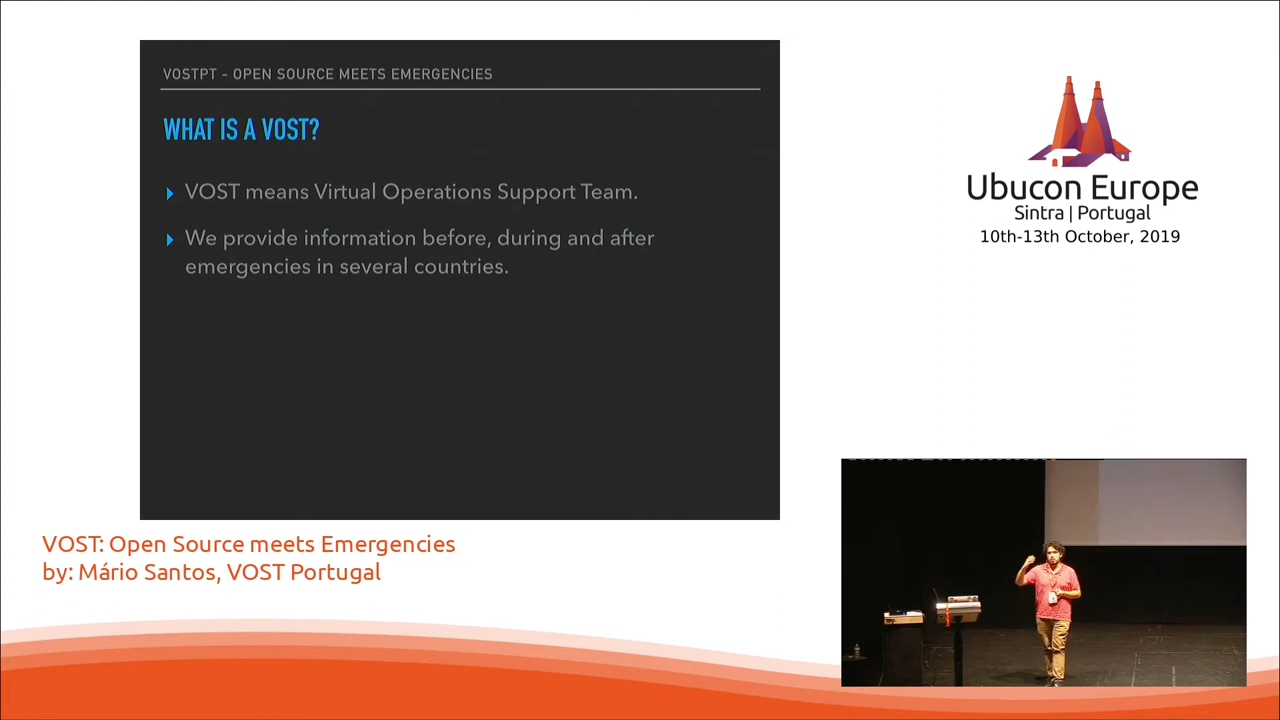 VOSTPT - OPEN SOURCE MEETS EMERGENCIES
WHAT IS A VOST?
VOST means Virtual Operations Support Team.
We provide information before, during and after
emergencies in several countries.
Ubucon Europe
Sintra | Portugal
10th-13th October, 2019
VOST: Open Source meets Emergencies
by: Mário Santos, VOST Portugal